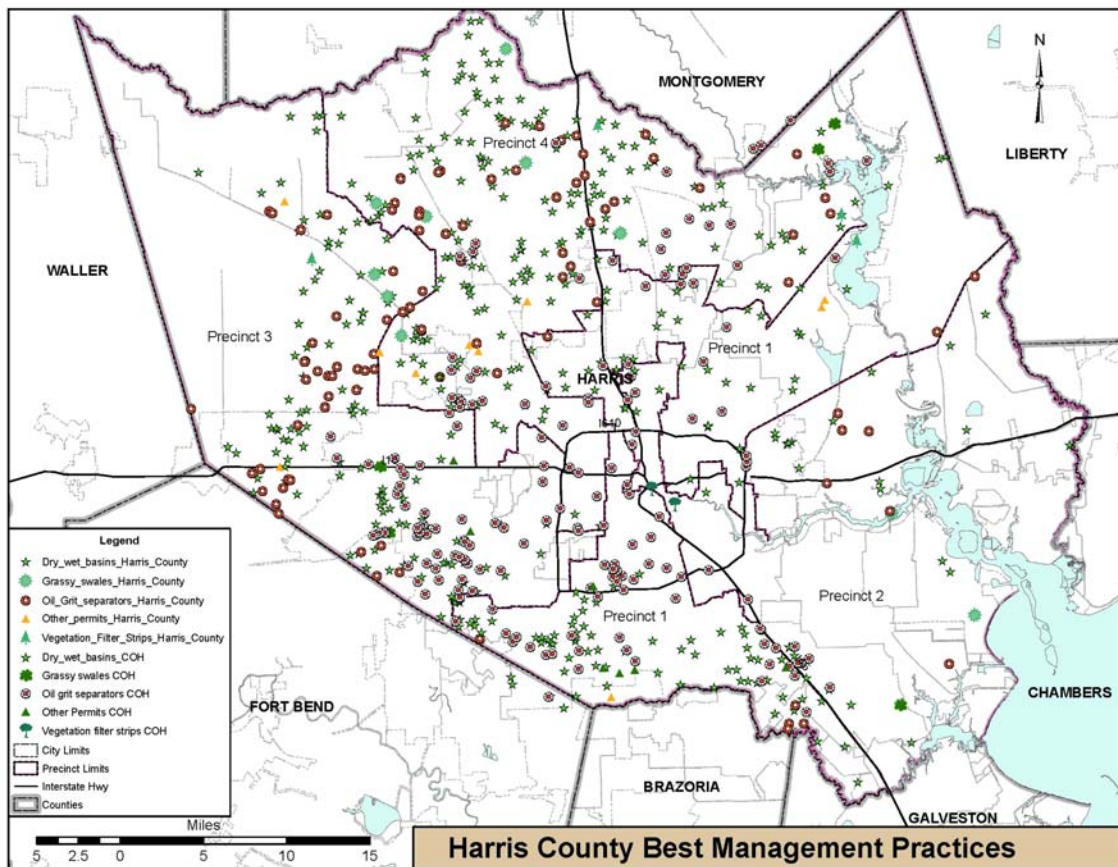 MONTGOMERY
N
Precinct 4
LIBERTY
WALLER
Precinct 3
Precinct 1
HARRIS
I610
I10
Legend
Dry_wet_basins_Harris_County
Grassy_swales_Harris_County
Oil_Grit_separators_Harris_County
Other_permits_Harris_County
Vegetation_Filter_Strips_Harris_County
Dry_wet_basins_COH
Grassy swales COH
Oil grit separators COH
Other Permits COH
Vegetation filter strips COH
City Limits
Precinct Limits
Interstate Hwy
Counties
Precinct 2
Precinct 1
CHAMBERS
FORT BEND
BRAZORIA
GALVESTON
Miles
5 2.5 0 5 10 15
Harris County Best Management Practices